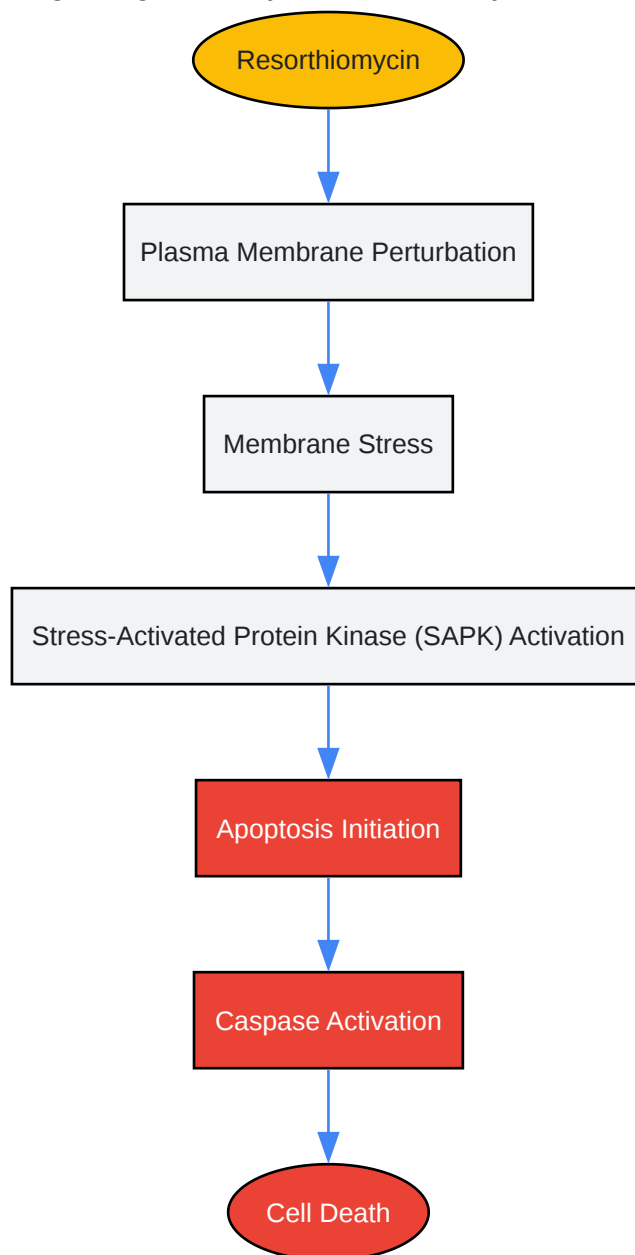 Resorthiomycin
Plasma Membrane Perturbation
Membrane Stress
Stress-Activated Protein Kinase (SAPK) Activation
Apoptosis Initiation
Caspase Activation
Cell Death